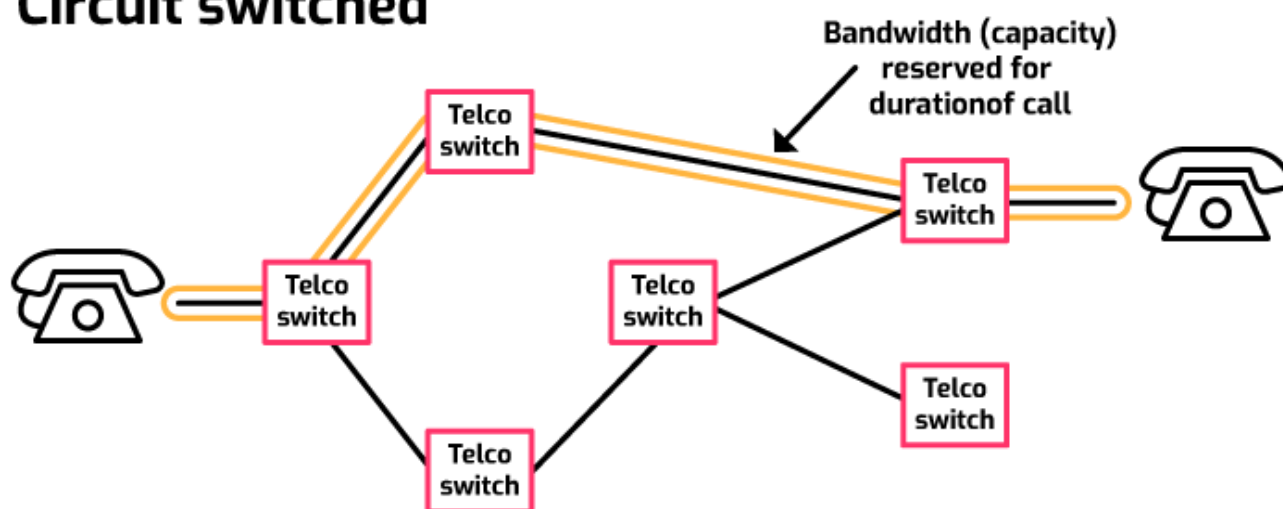 Circuit switched
Bandwidth (capacity)
reserved for
durationof call
Telco
switch
Telco
switch
Telco
switch
Telco
switch
Telco
switch
Telco
switch